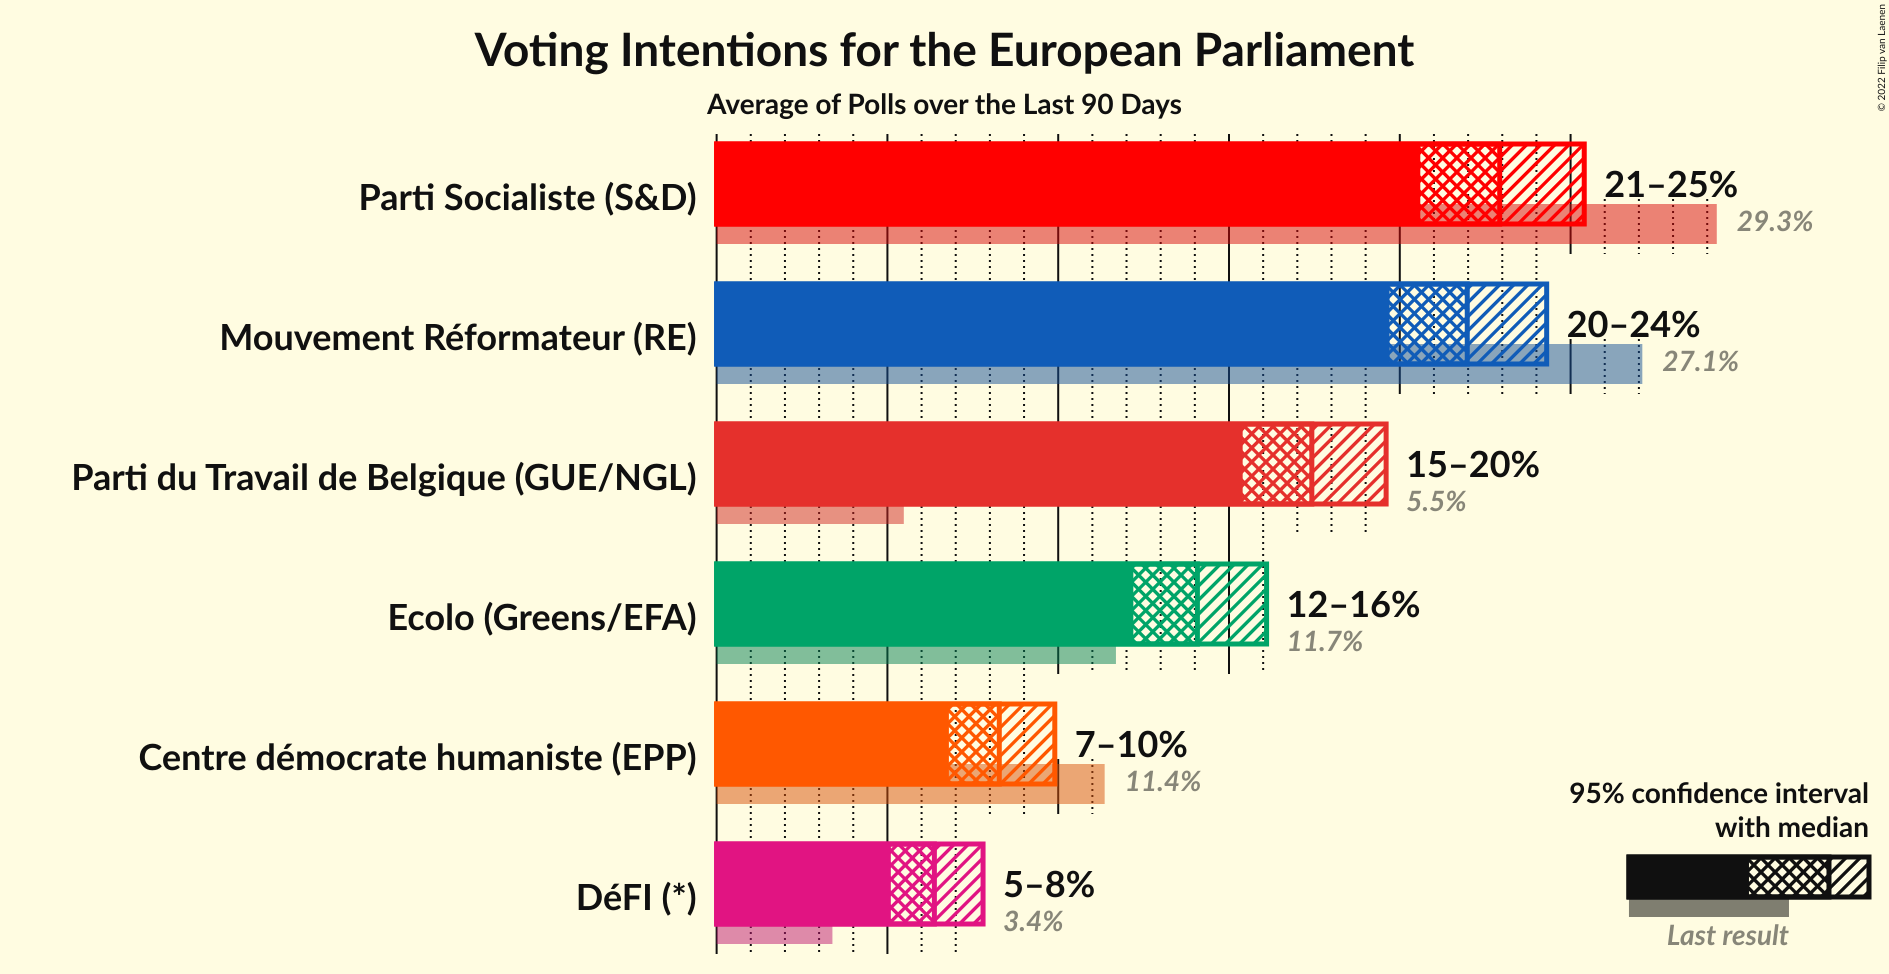 Voting Intentions for the European Parliament
Average of Polls over the Last 90 Days
© 2022 Filip van Laenen
Parti Socialiste (S&D)
21–25%
29.3%
Mouvement Réformateur (RE)
20–24%
27.1%
Parti du Travail de Belgique (GUE/NGL)
15–20%
5.5%
Ecolo (Greens/EFA)
12–16%
11.7%
Centre démocrate humaniste (EPP)
7–10%
11.4%
DéFI (*)
5–8%
3.4%
95% confidence interval
with median
Last result